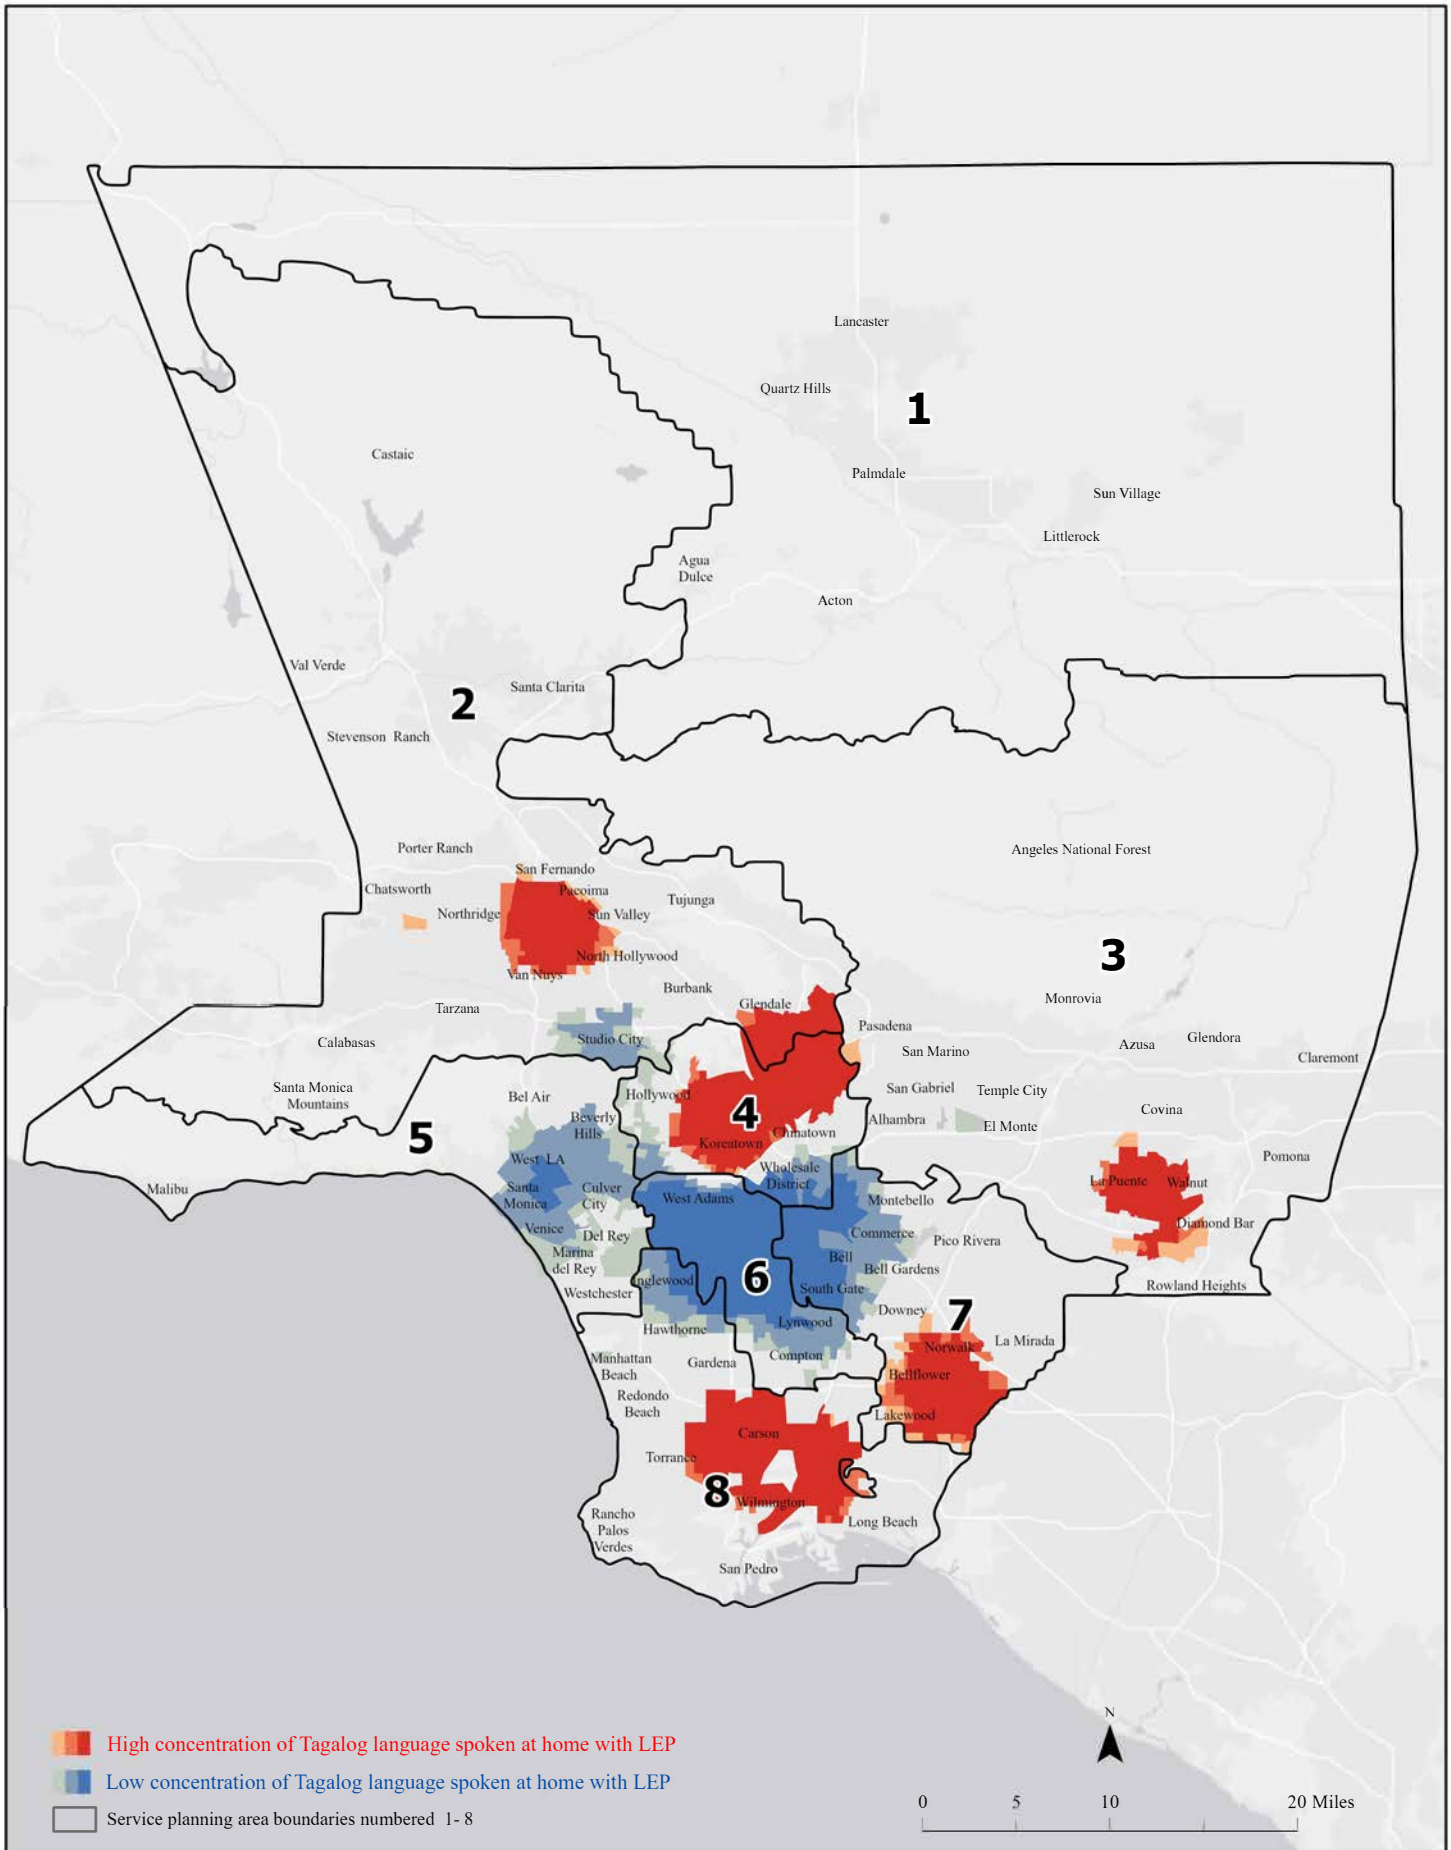 Lancaster
Quartz Hills
1
Castaic
Palmdale
Sun Village
Littlerock
Agua
Dulce
Acton
Val Verde
Santa Clarita
2
Stevenson Ranch
Porter Ranch
Angeles National Forest
San Fernando
Chatsworth
Pacoima
Tujunga
Northridge
Sun Valley
North Hollywood
3
Van Nuys
Burbank
Monrovia
Glendale
Tarzana
Pasadena
Studio City
Glendora
Calabasas
Azusa
San Marino
Claremont
Santa Monica
Mountains
San Gabriel
Temple City
Bel Air
Hollywood
Covina
Beverly
Hills
4
Alhambra
El Monte
5
Chinatown
Koreatown
West LA
Pomona
Wholesale
District
La Puente
Walnut
Malibu
Santa
Monica
Culver
City
West Adams
Montebello
Venice
Del Rey
Commerce
Pico Rivera
Diamond Bar
Marina
del Rey
Bell
Bell Gardens
6
Inglewood
South Gate
Westchester
Rowland Heights
Downey
7
Lynwood
Hawthorne
La Mirada
Norwalk
Compton
Manhattan
Beach
Gardena
Bellflower
Redondo
Beach
Lakewood
Carson
Torrance
8
Wilmington
Rancho
Palos
Verdes
Long Beach
San Pedro
N
High concentration of Tagalog language spoken at home with LEP
Low concentration of Tagalog language spoken at home with LEP
Service planning area boundaries numbered 1- 8
0 5 10 20 Miles